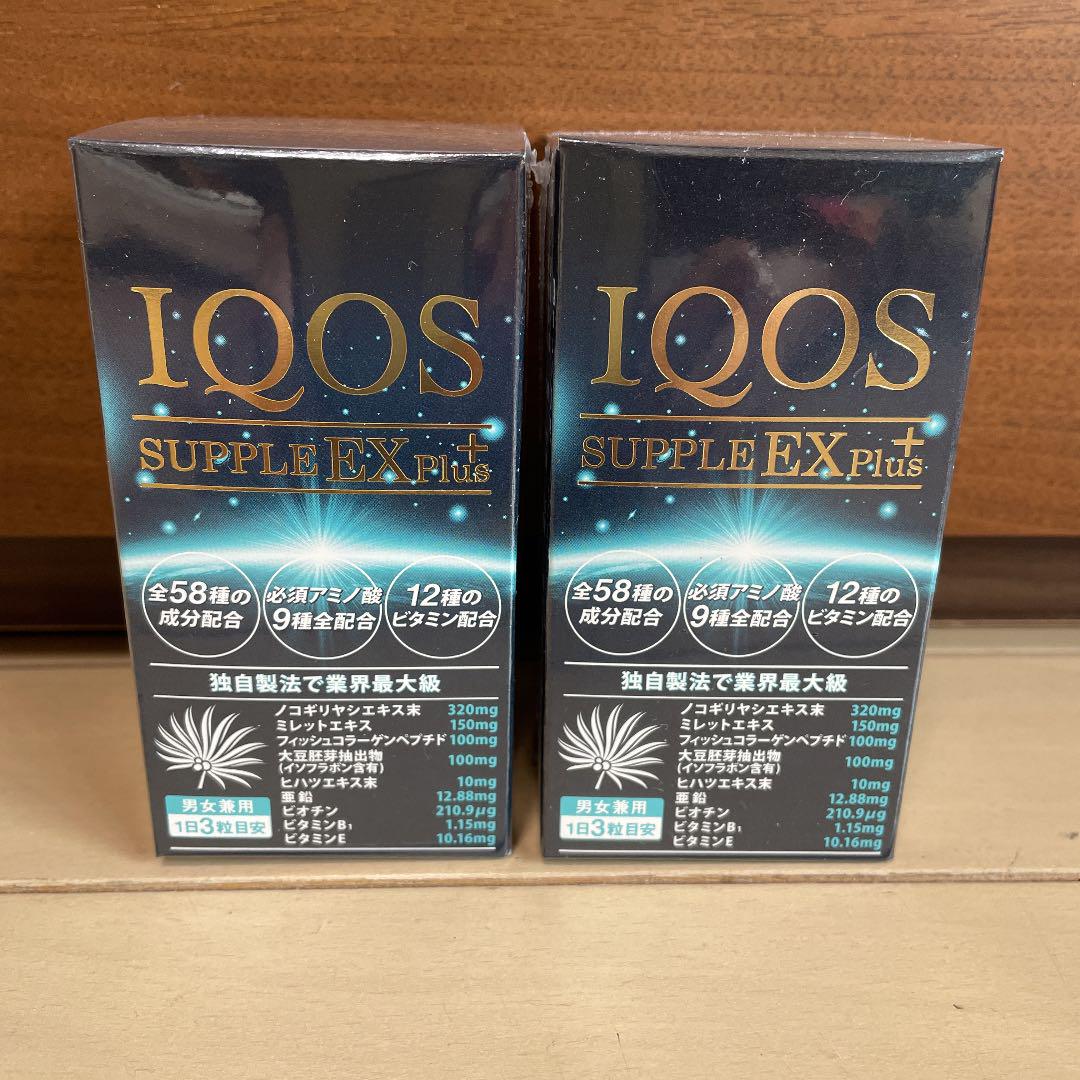 IQOS
SUPPLE EX Plus+
全58種の
成分配合
必須アミノ酸
9種全配合
12種の
ビタミン配合
独自製法で業界最大級
ノコギリヤシエキス末 320mg
ミレットエキス 150mg
フィッシュコラーゲンペプチド 100mg
大豆胚芽抽出物 100mg
(イソフラボン含有)
ヒハツエキス末 10mg
亜鉛 12.88mg
ビオチン 210.9μg
ビタミンB1 1.15mg
ビタミンE 10.16mg
男女兼用
1日3粒目安
IQOS
SUPPLE EX Plus+
全58種の
成分配合
必須アミノ酸
9種全配合
12種の
ビタミン配合
独自製法で業界最大級
ノコギリヤシエキス末 320mg
ミレットエキス 150mg
フィッシュコラーゲンペプチド 100mg
大豆胚芽抽出物 100mg
(イソフラボン含有)
ヒハツエキス末 10mg
亜鉛 12.88mg
ビオチン 210.9μg
ビタミンB1 1.15mg
ビタミンE 10.16mg
男女兼用
1日3粒目安